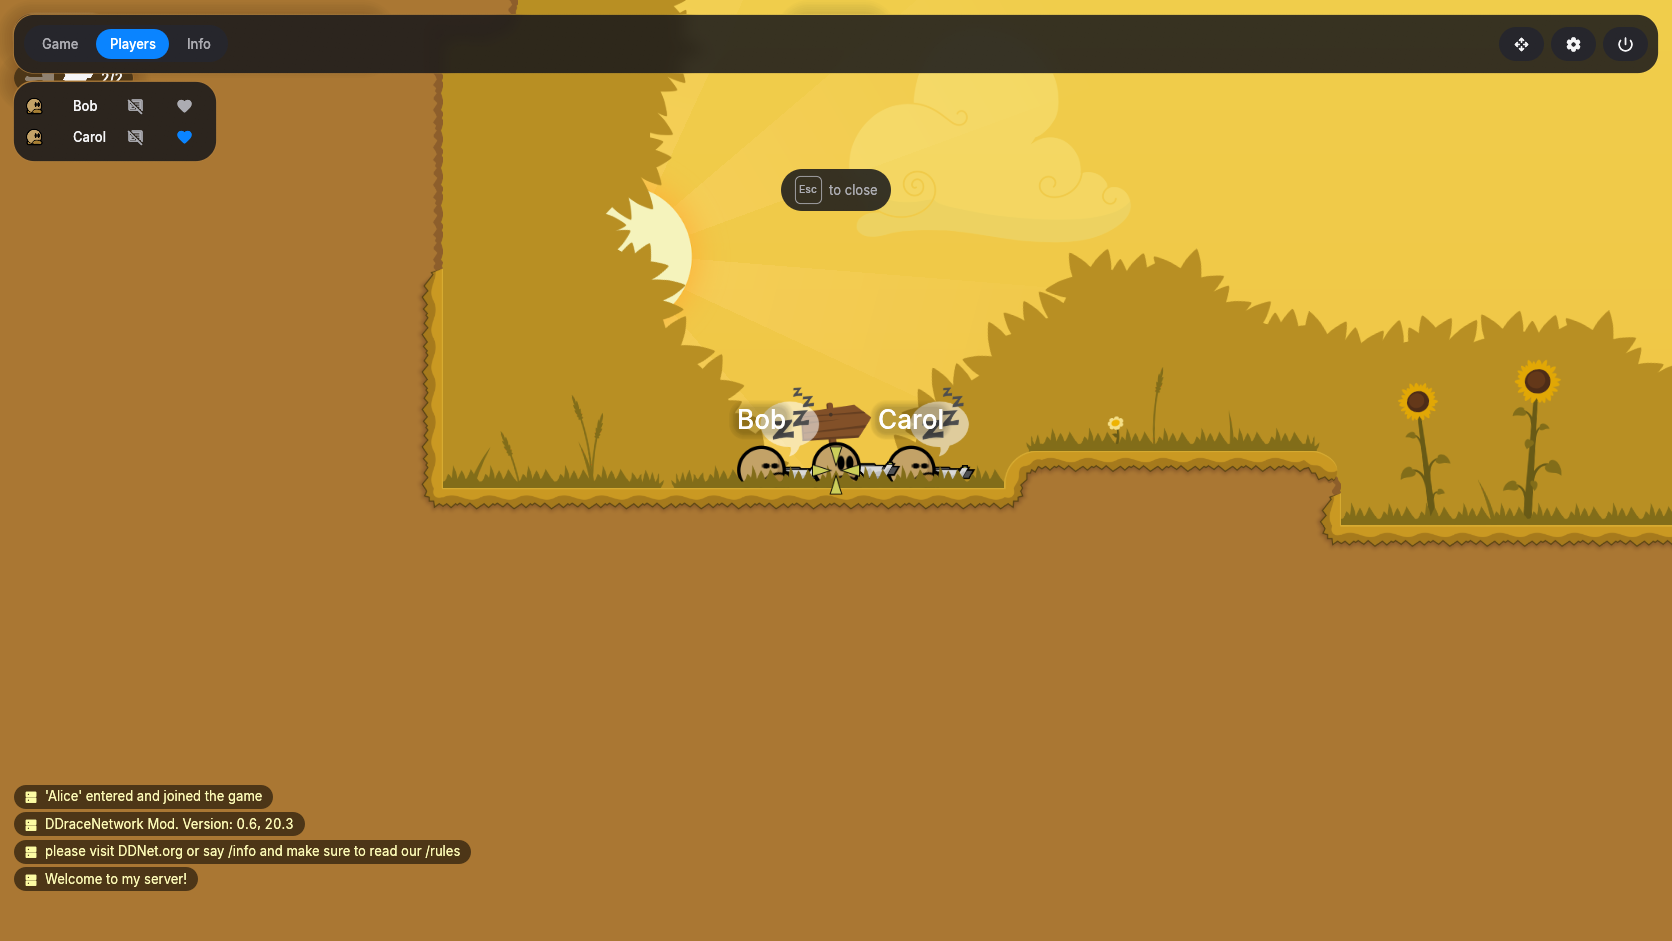 Game Players Info
2/2
Bob
Carol
Esc to close
Bob Carol
'Alice' entered and joined the game
DDraceNetwork Mod. Version: 0.6, 20.3
please visit DDNet.org or say /info and make sure to read our /rules
Welcome to my server!